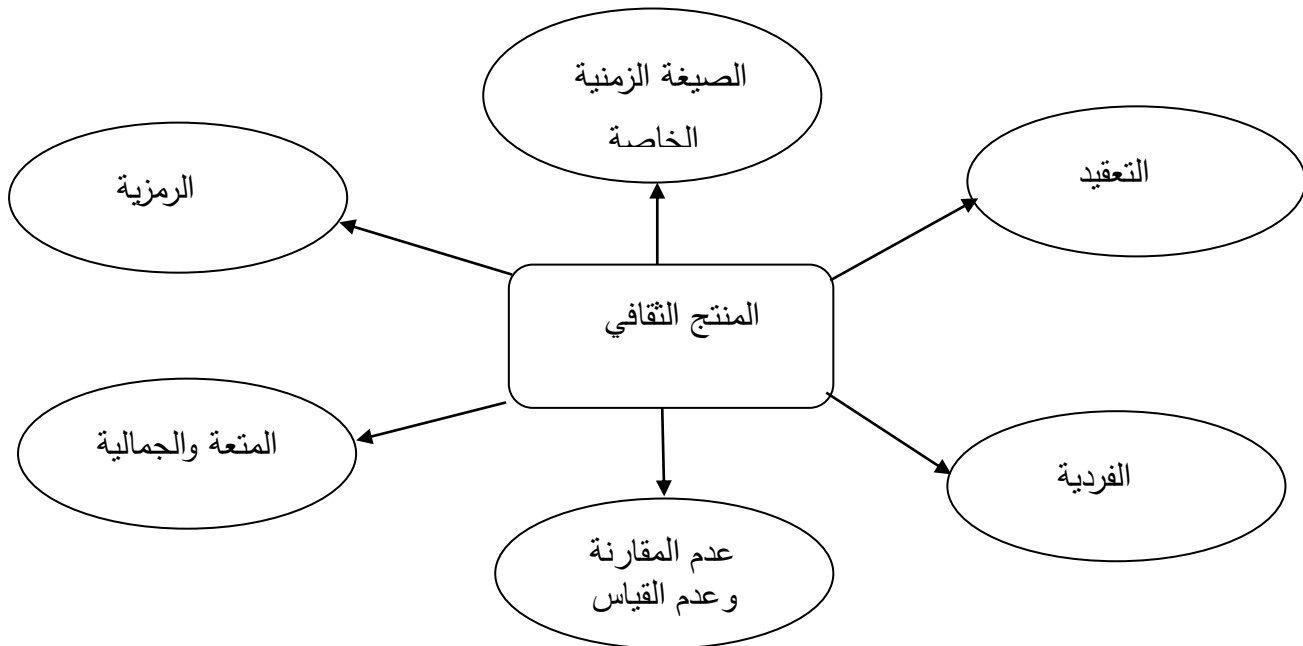 الصيغة الزمنية
الخاصة
التعقيد
الرمزية
المنتج الثقافي
المتعة والجمالية
الفردية
عدم المقارنة
وعدم القياس